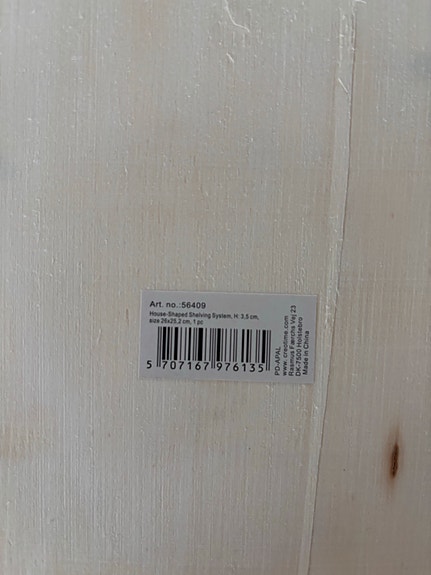 Art. no.:56409
House-Shaped Shelving System, H: 3,5 cm,
size 26x25,2 cm, 1 pc
5 707167 976135
PD-APAL
www. creotime.com
Rasmus Færchs Vej 23
DK-7500 Holstebro
Made in China